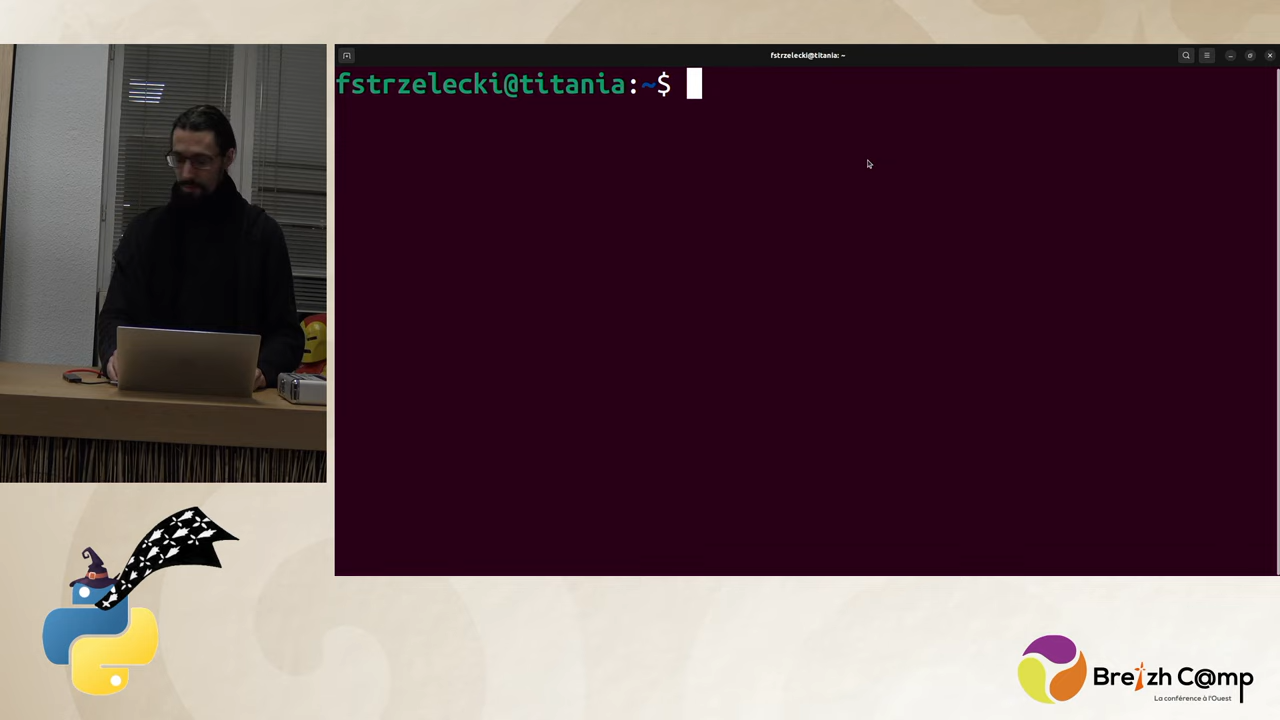 fstrzelecki@titania: ~
fstrzelecki@titania:~$
Breizh C@mp
La conférence à l'Ouest